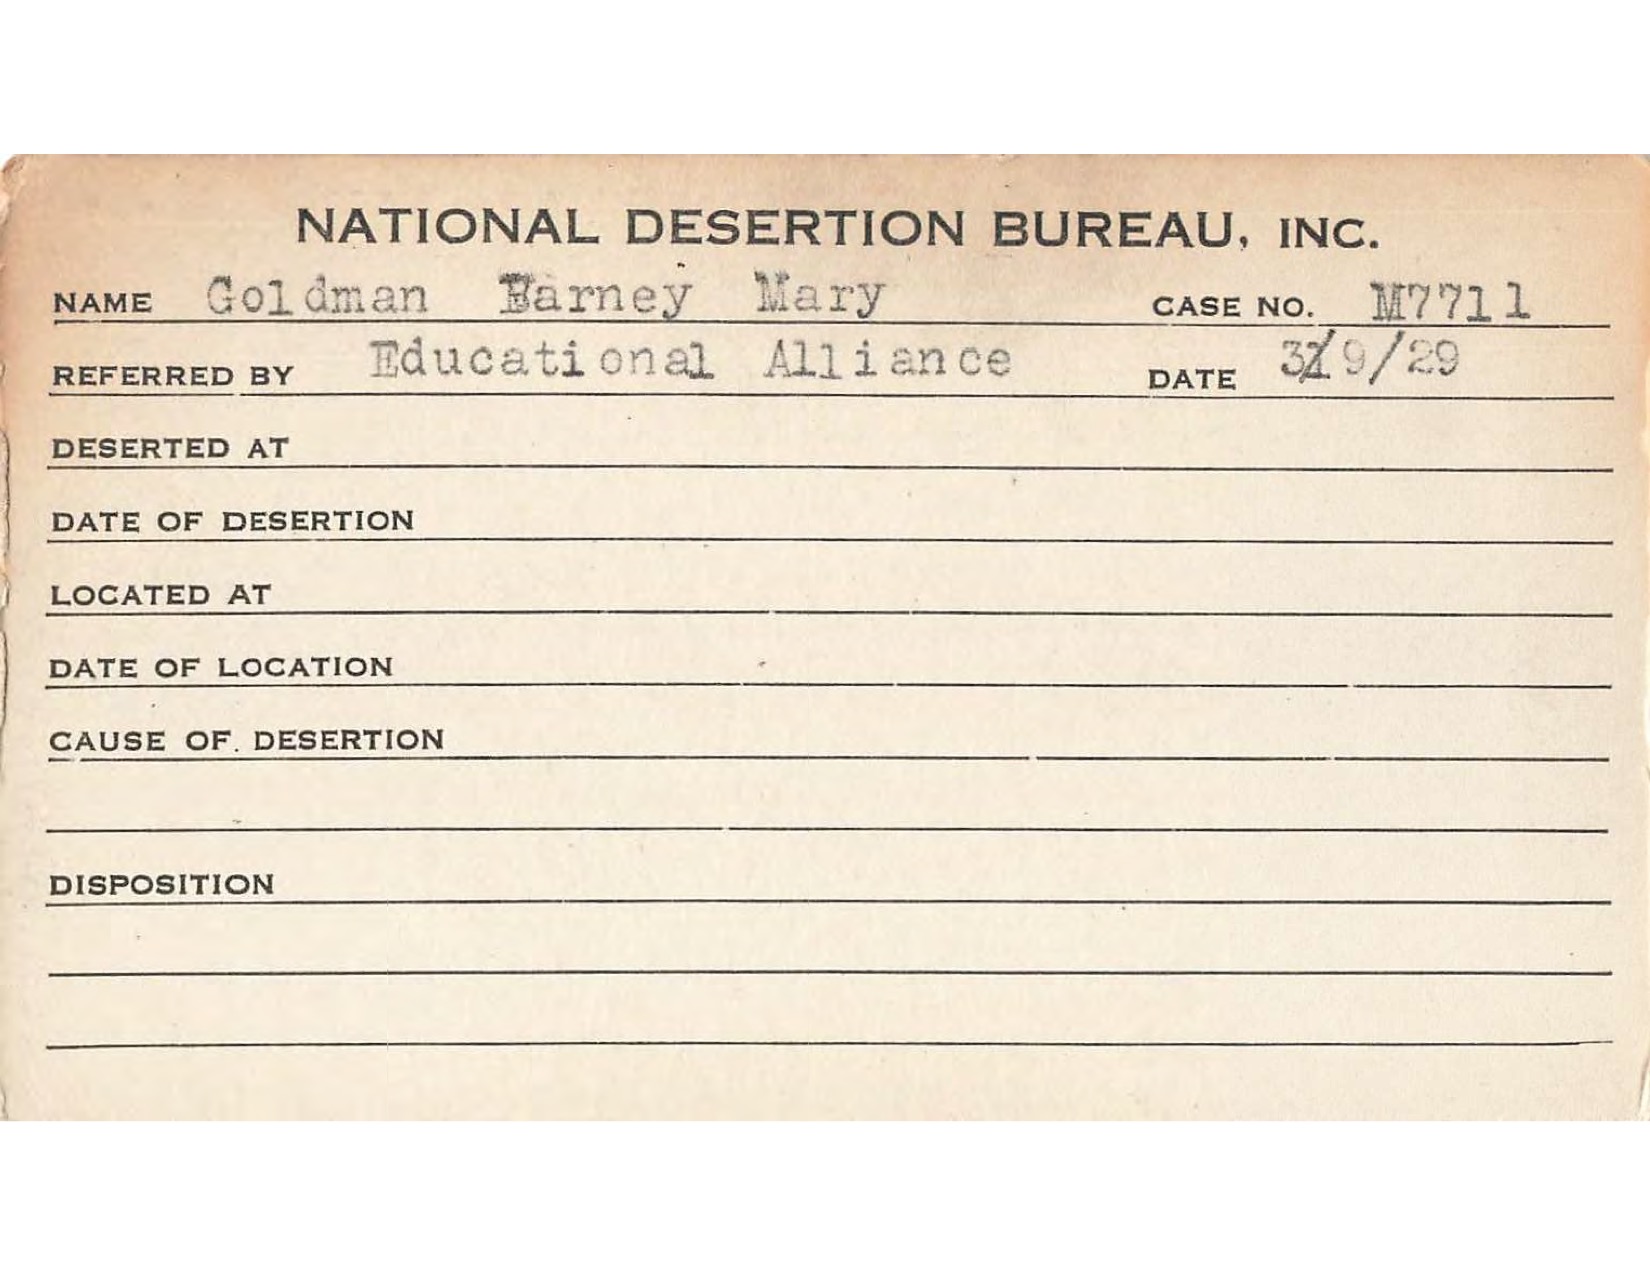 NATIONAL DESERTION BUREAU, INC.
NAME Goldman Barney Mary CASE NO. M7711
REFERRED BY Educational Alliance DATE 3/9/29
DESERTED AT
DATE OF DESERTION
LOCATED AT
DATE OF LOCATION
CAUSE OF DESERTION
DISPOSITION